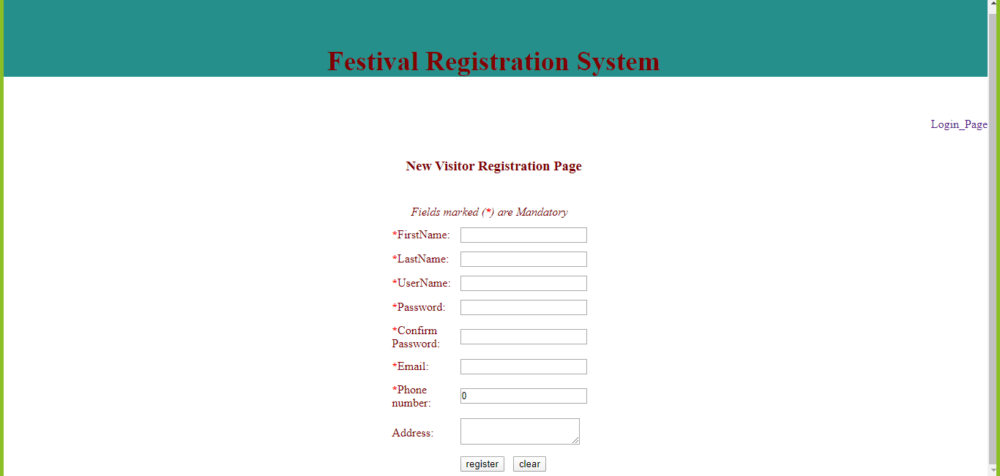 Festival Registration System
Login_Page
New Visitor Registration Page
Fields marked (*) are Mandatory
*FirstName:
*LastName:
*UserName:
*Password:
*Confirm
Password:
*Email:
*Phone
number: 0
Address:
register clear